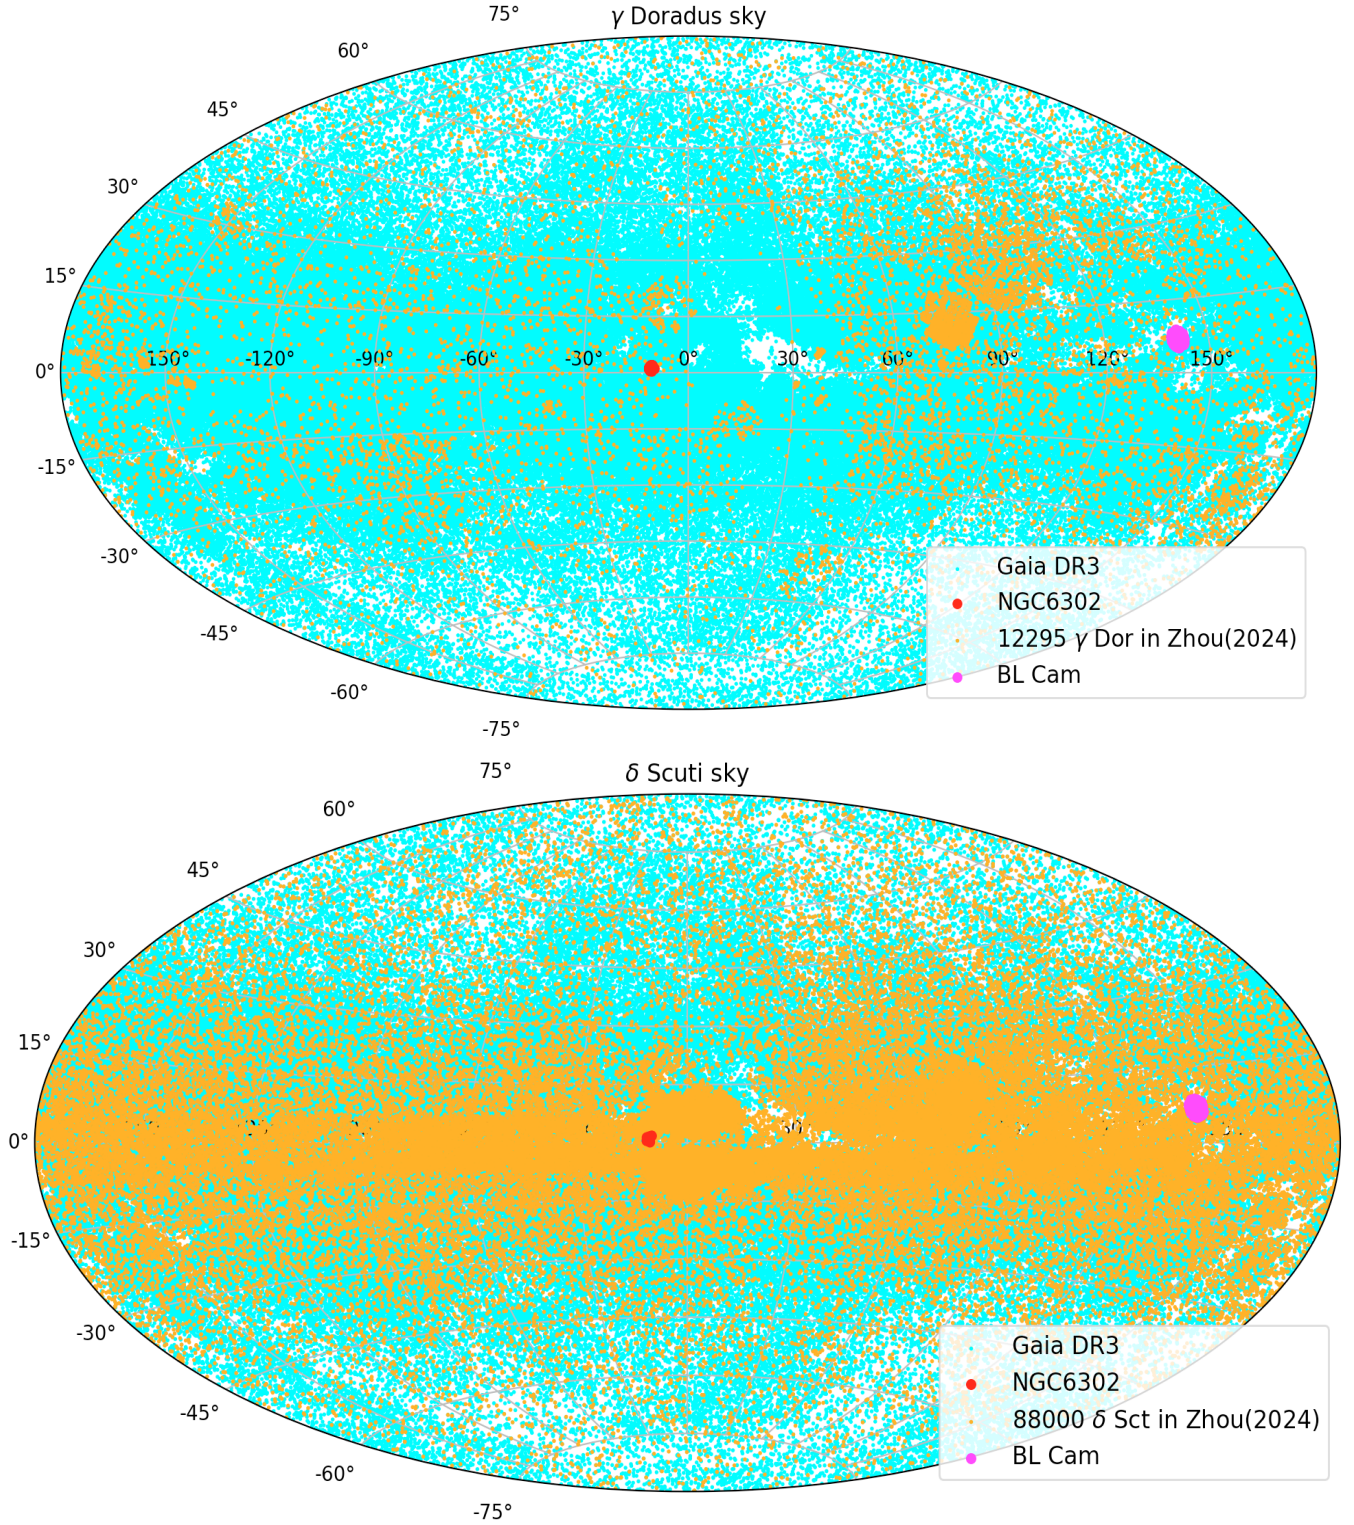 γ Doradus sky
75°
60°
45°
30°
15°
0°
-150° -120° -90° -60° -30° 0° 30° 60° 90° 120° 150°
-15°
-30°
-45°
-60°
-75°
Gaia DR3
NGC6302
12295 γ Dor in Zhou(2024)
BL Cam
δ Scuti sky
75°
60°
45°
30°
15°
0°
-15°
-30°
-45°
-60°
-75°
Gaia DR3
NGC6302
88000 δ Sct in Zhou(2024)
BL Cam